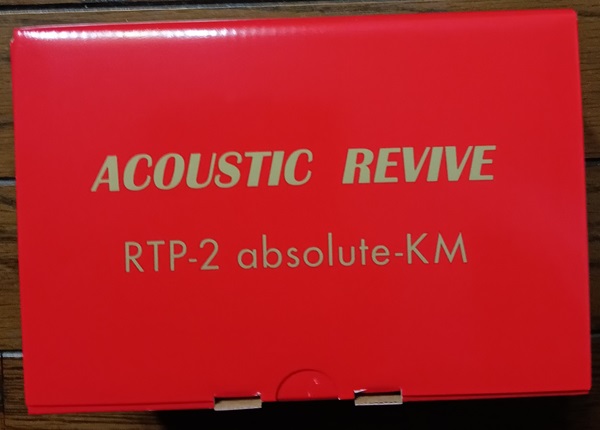 ACOUSTIC REVIVE
RTP-2 absolute-KM